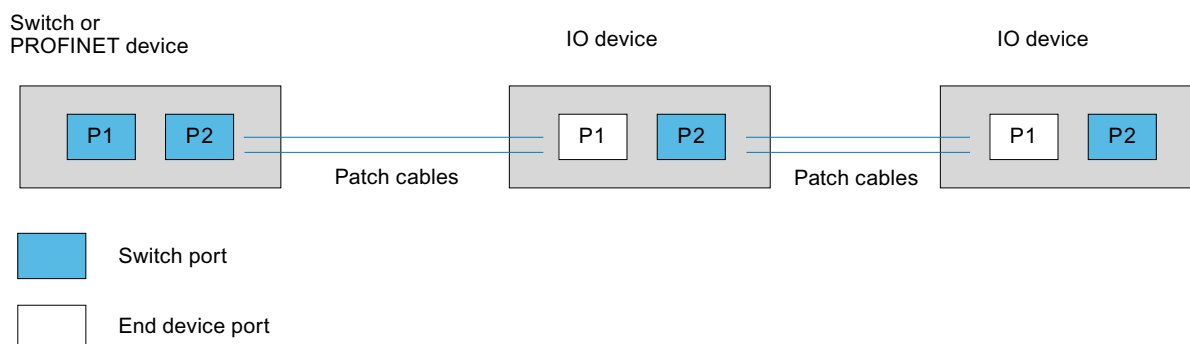 Switch or
PROFINET device
IO device
IO device
P1
P2
P1
P2
P1
P2
Patch cables
Patch cables
Switch port
End device port